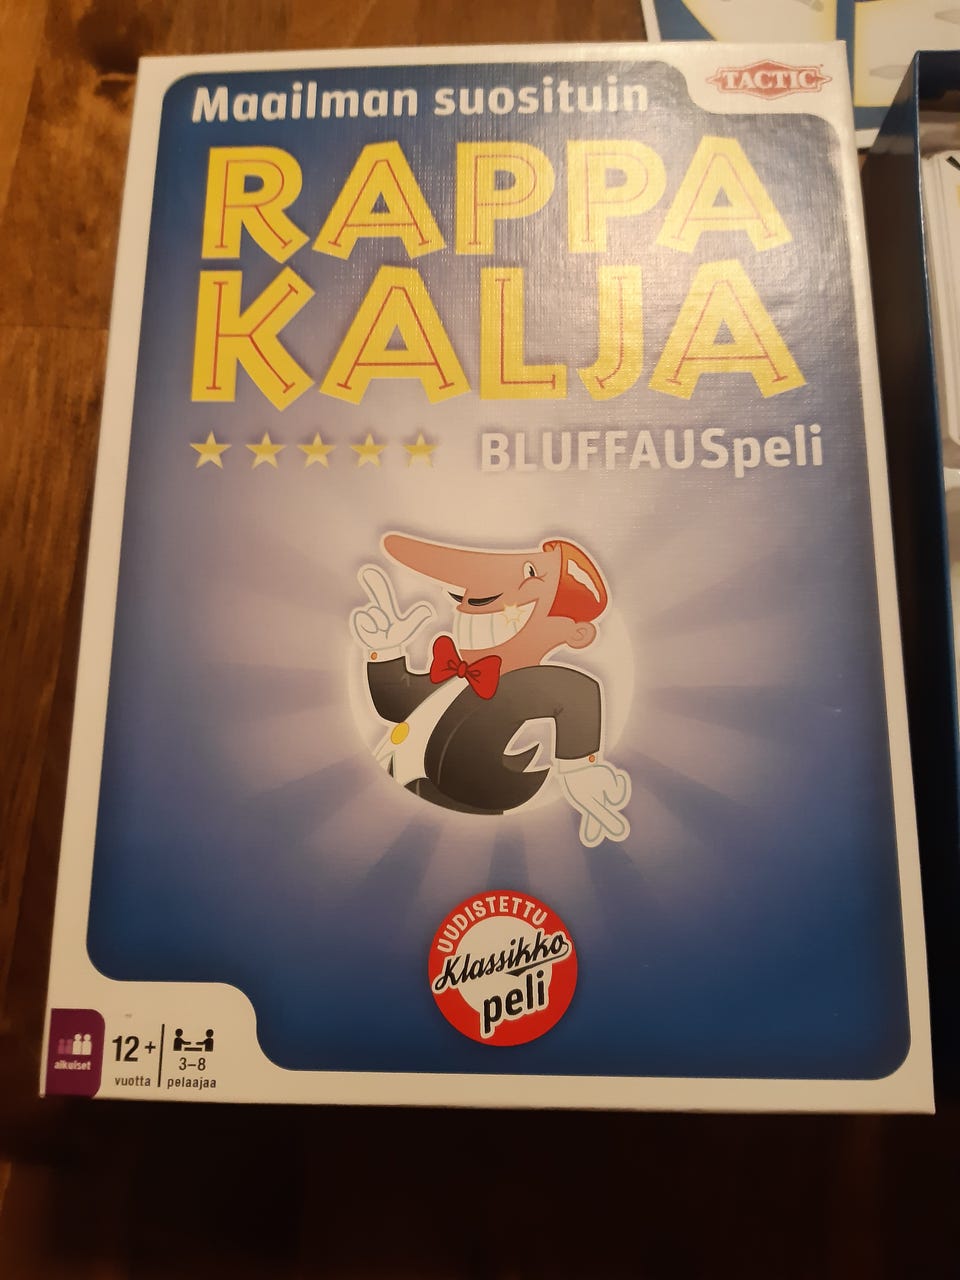 TACTIC
Maailman suosituin
RAPPA
KALJA
BLUFFAUSpeli
UUDISTETTU
Klassikko
peli
aikuiset
12+
vuotta
3-8
pelaajaa